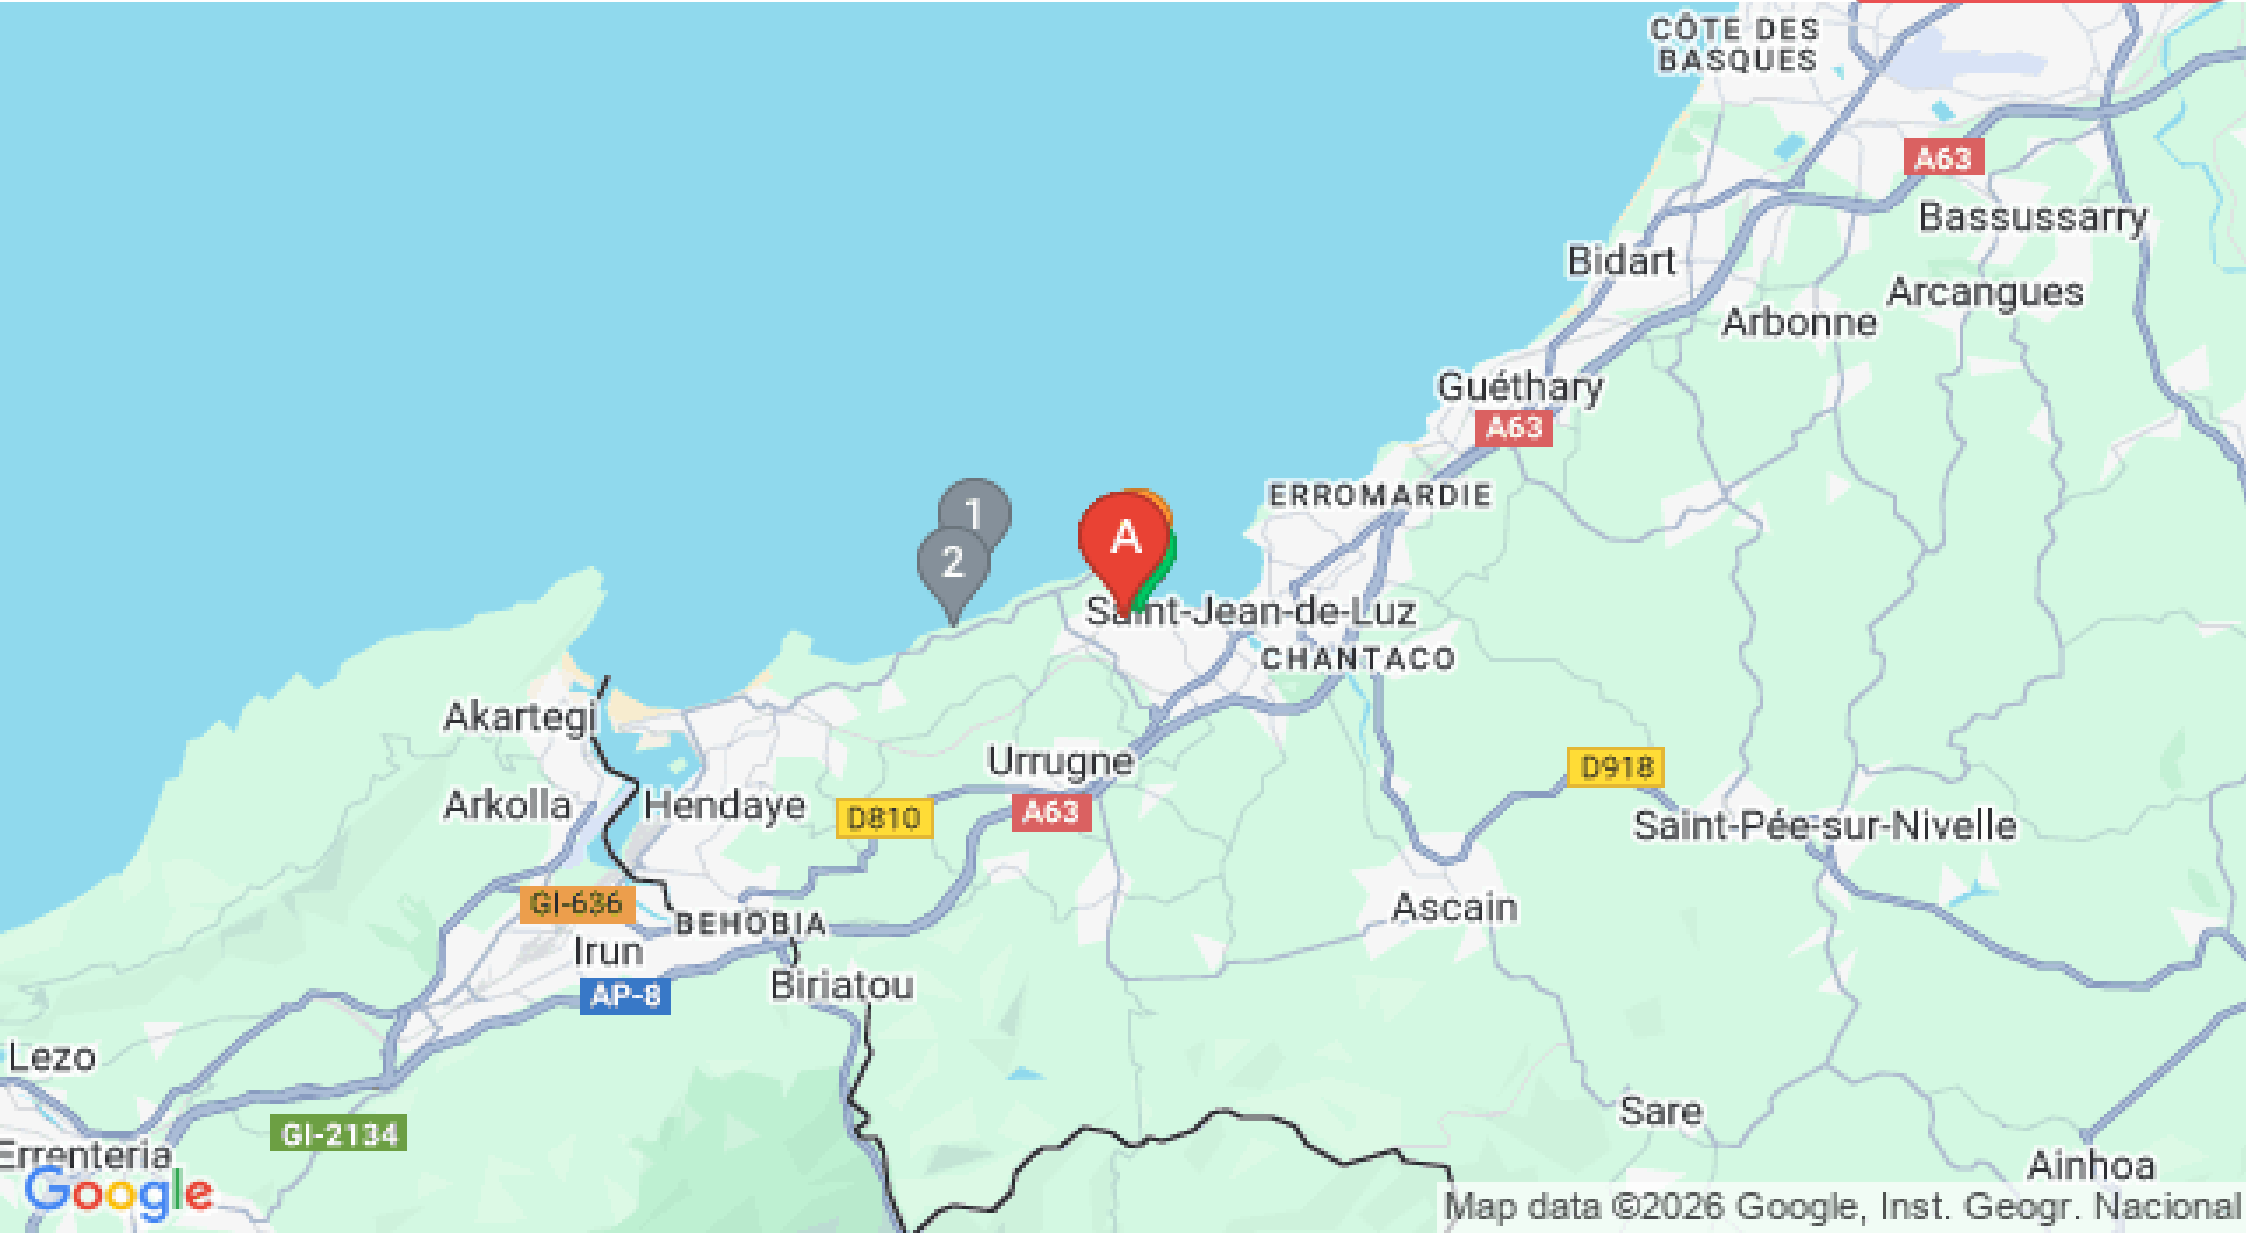 CÔTE DES
BASQUES
A63
Bassussarry
Bidart
Arcangues
Arbonne
Guéthary
A63
ERROMARDIE
1
A
2
Saint-Jean-de-Luz
CHANTACO
Akartegi
Urrugne
D918
Arkolla
Hendaye
D810
A63
Saint-Pée-sur-Nivelle
GI-636
Ascain
BEHOBIA
Irun
Biriatou
AP-8
Lezo
Sare
GI-2134
Errenteria
Ainhoa
Google
Map data ©2026 Google, Inst. Geogr. Nacional